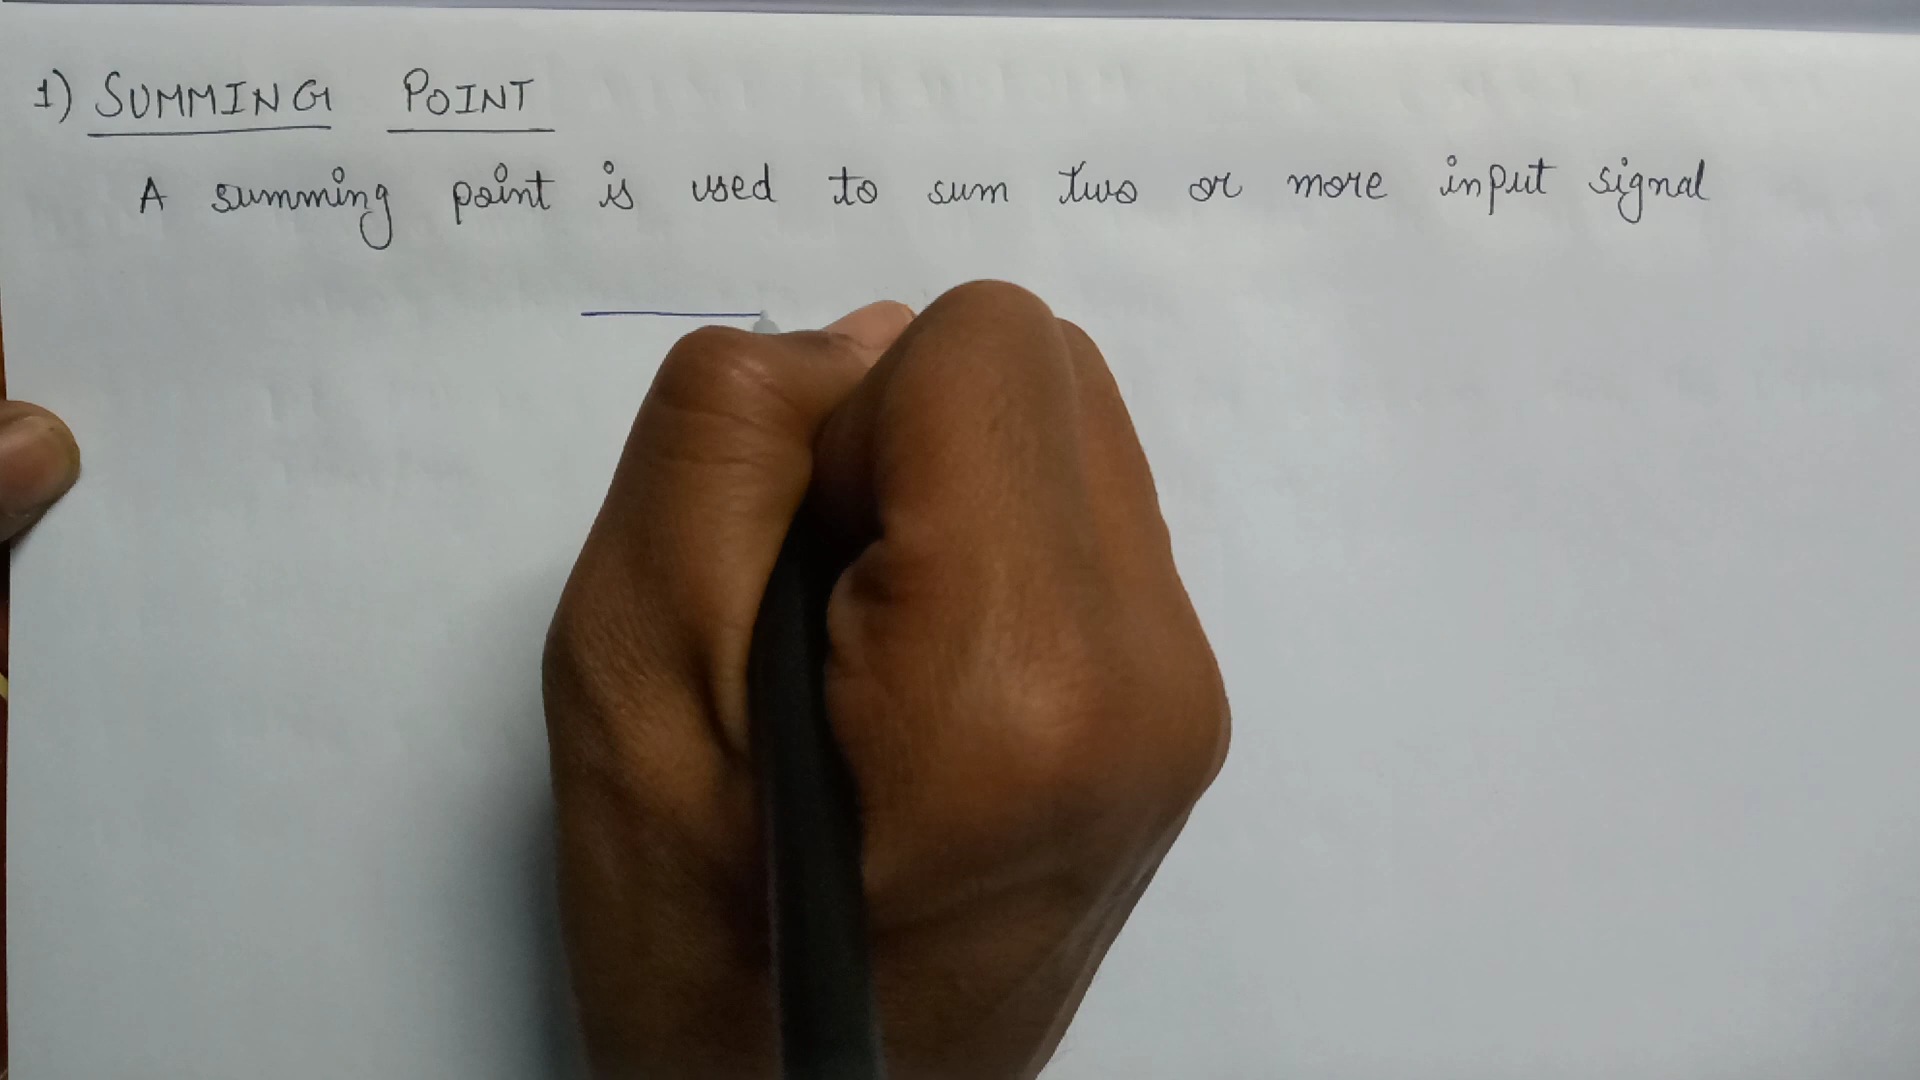 1) SUMMING POINT
A summing point is used to sum two or more input signal